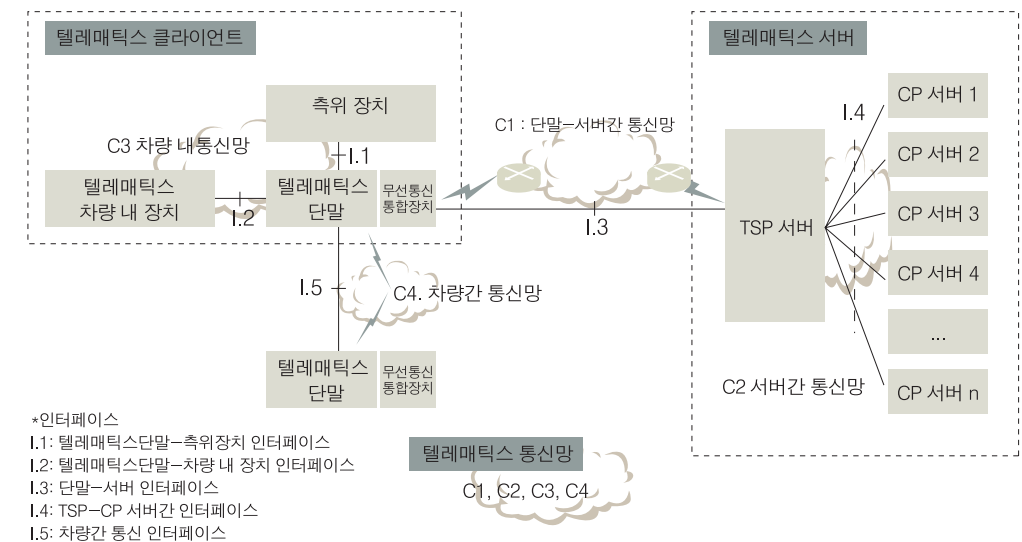 텔레매틱스 클라이언트
측위 장치
C3 차량 내통신망
I.1
텔레매틱스
차량 내 장치
I.2
텔레매틱스
단말
무선통신
통합장치
C1 : 단말-서버간 통신망
I.3
텔레매틱스 서버
TSP 서버
I.4
CP 서버 1
CP 서버 2
CP 서버 3
CP 서버 4
...
CP 서버 n
C2 서버간 통신망
I.5
C4. 차량간 통신망
텔레매틱스
단말
무선통신
통합장치
*인터페이스
I.1: 텔레매틱스단말-측위장치 인터페이스
I.2: 텔레매틱스단말-차량 내 장치 인터페이스
I.3: 단말-서버 인터페이스
I.4: TSP-CP 서버간 인터페이스
I.5: 차량간 통신 인터페이스
텔레매틱스 통신망
C1, C2, C3, C4